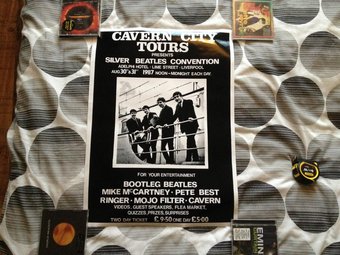 CAVERN CITY
TOURS
PRESENTS
SILVER BEATLES CONVENTION
ADELPHI HOTEL · LIME STREET · LIVERPOOL
AUG 30th & 31st 1987 NOON - MIDNIGHT EACH DAY
FOR YOUR ENTERTAINMENT
BOOTLEG BEATLES
MIKE McCARTNEY · PETE BEST
RINGER · MOJO FILTER · CAVERN
VIDEOS, GUEST SPEAKERS, FLEA MARKET,
QUIZZES, PRIZES, SURPRISES
TWO DAY TICKET £9·50 ONE DAY £5·00
EMIN